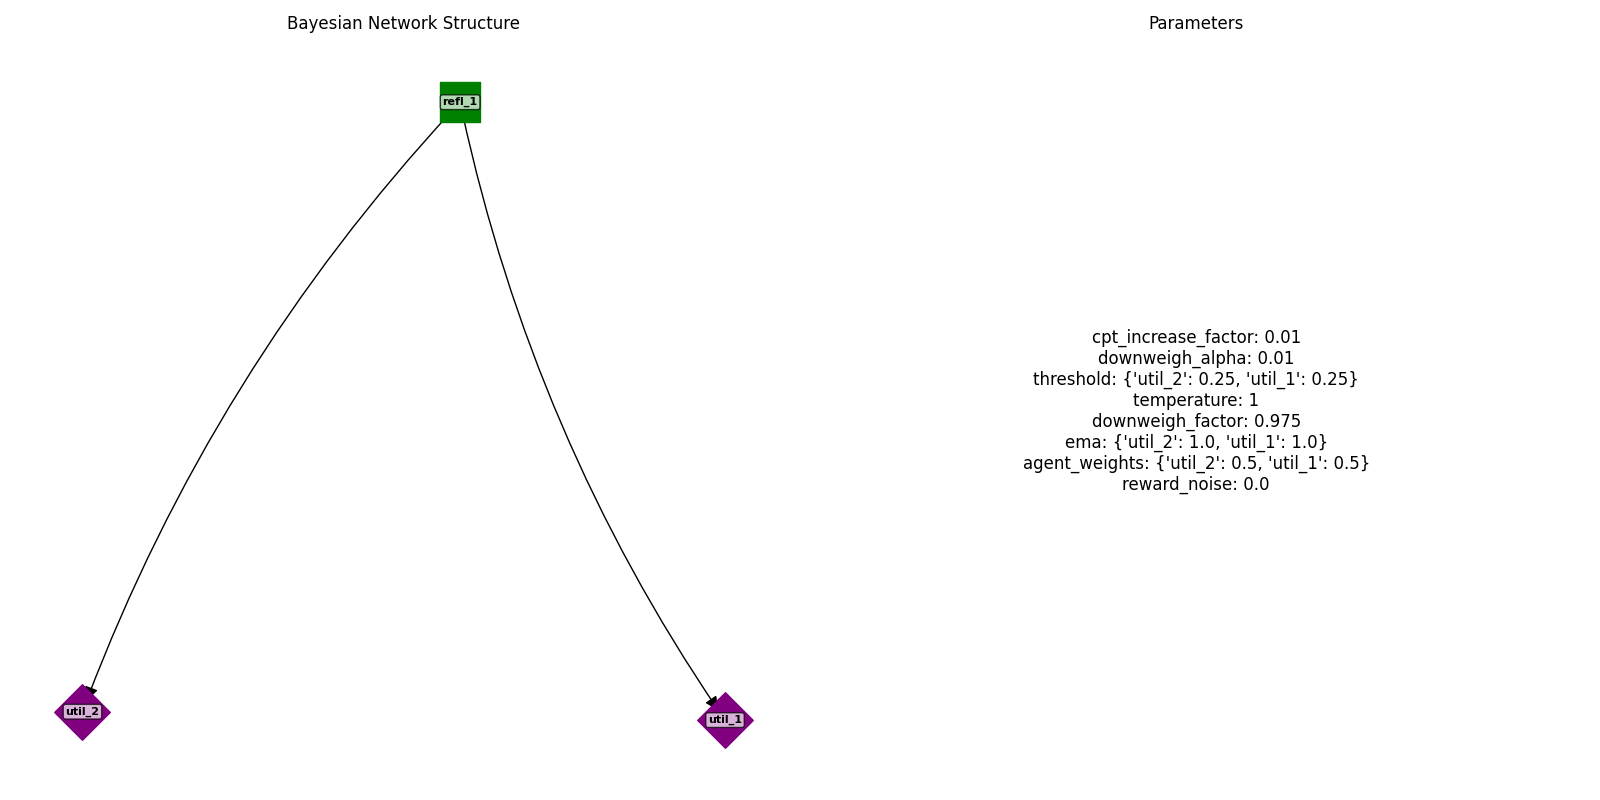 Bayesian Network Structure
Parameters
refl_1
cpt_increase_factor: 0.01
downweigh_alpha: 0.01
threshold: {'util_2': 0.25, 'util_1': 0.25}
temperature: 1
downweigh_factor: 0.975
ema: {'util_2': 1.0, 'util_1': 1.0}
agent_weights: {'util_2': 0.5, 'util_1': 0.5}
reward_noise: 0.0
util_2
util_1